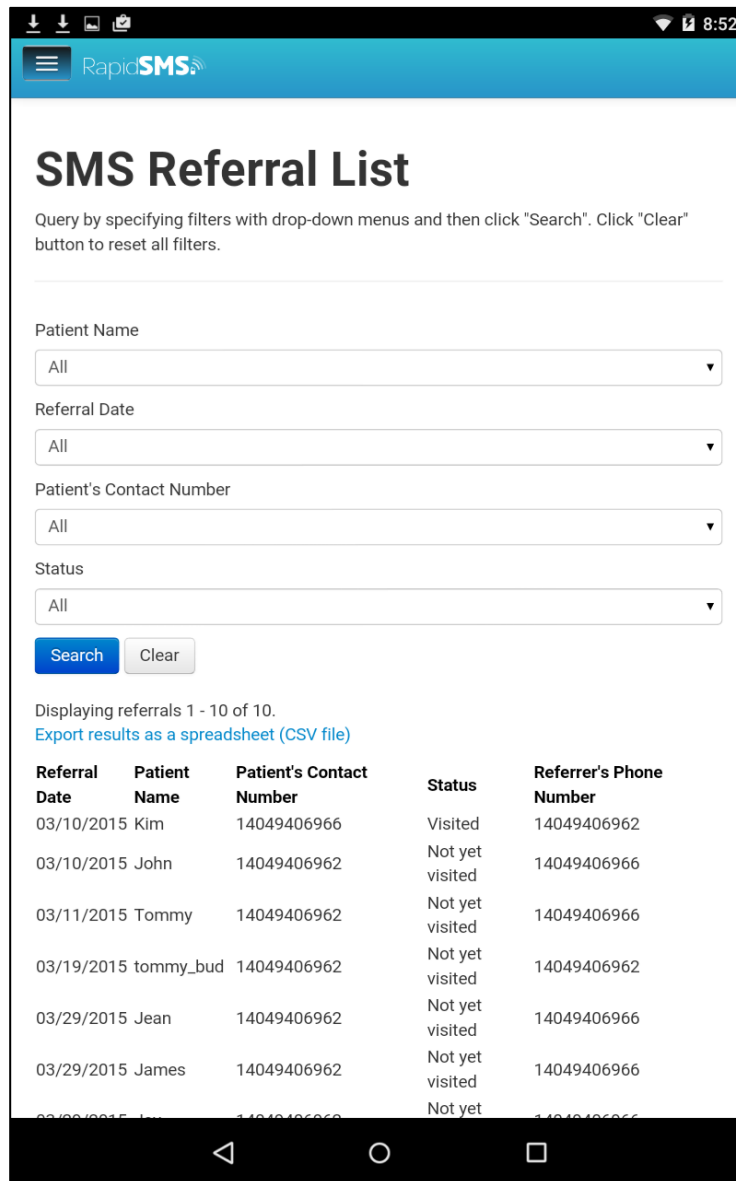 8:52
RapidSMS
SMS Referral List
Query by specifying filters with drop-down menus and then click "Search". Click "Clear"
button to reset all filters.
Patient Name
All
Referral Date
All
Patient's Contact Number
All
Status
All
Search Clear
Displaying referrals 1 - 10 of 10.
Export results as a spreadsheet (CSV file)
Referral Date Patient Name Patient's Contact Number Status Referrer's Phone Number
03/10/2015 Kim 14049406966 Visited 14049406962
03/10/2015 John 14049406962 Not yet visited 14049406966
03/11/2015 Tommy 14049406962 Not yet visited 14049406966
03/19/2015 tommy_bud 14049406962 Not yet visited 14049406962
03/29/2015 Jean 14049406962 Not yet visited 14049406966
03/29/2015 James 14049406962 Not yet visited 14049406966
Not yet